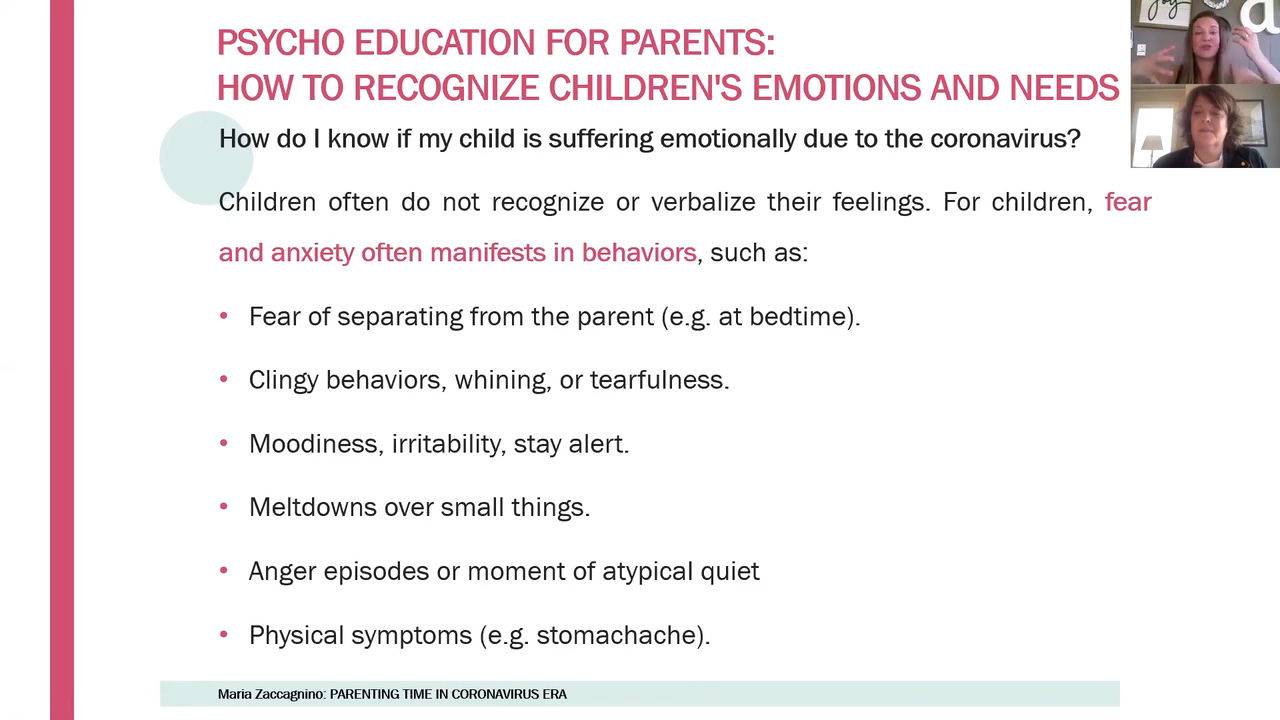 PSYCHO EDUCATION FOR PARENTS:
HOW TO RECOGNIZE CHILDREN'S EMOTIONS AND NEEDS
How do I know if my child is suffering emotionally due to the coronavirus?
Children often do not recognize or verbalize their feelings. For children, fear
and anxiety often manifests in behaviors, such as:
• Fear of separating from the parent (e.g. at bedtime).
• Clingy behaviors, whining, or tearfulness.
• Moodiness, irritability, stay alert.
• Meltdowns over small things.
• Anger episodes or moment of atypical quiet
• Physical symptoms (e.g. stomachache).
Maria Zaccagnino: PARENTING TIME IN CORONAVIRUS ERA
joy
a